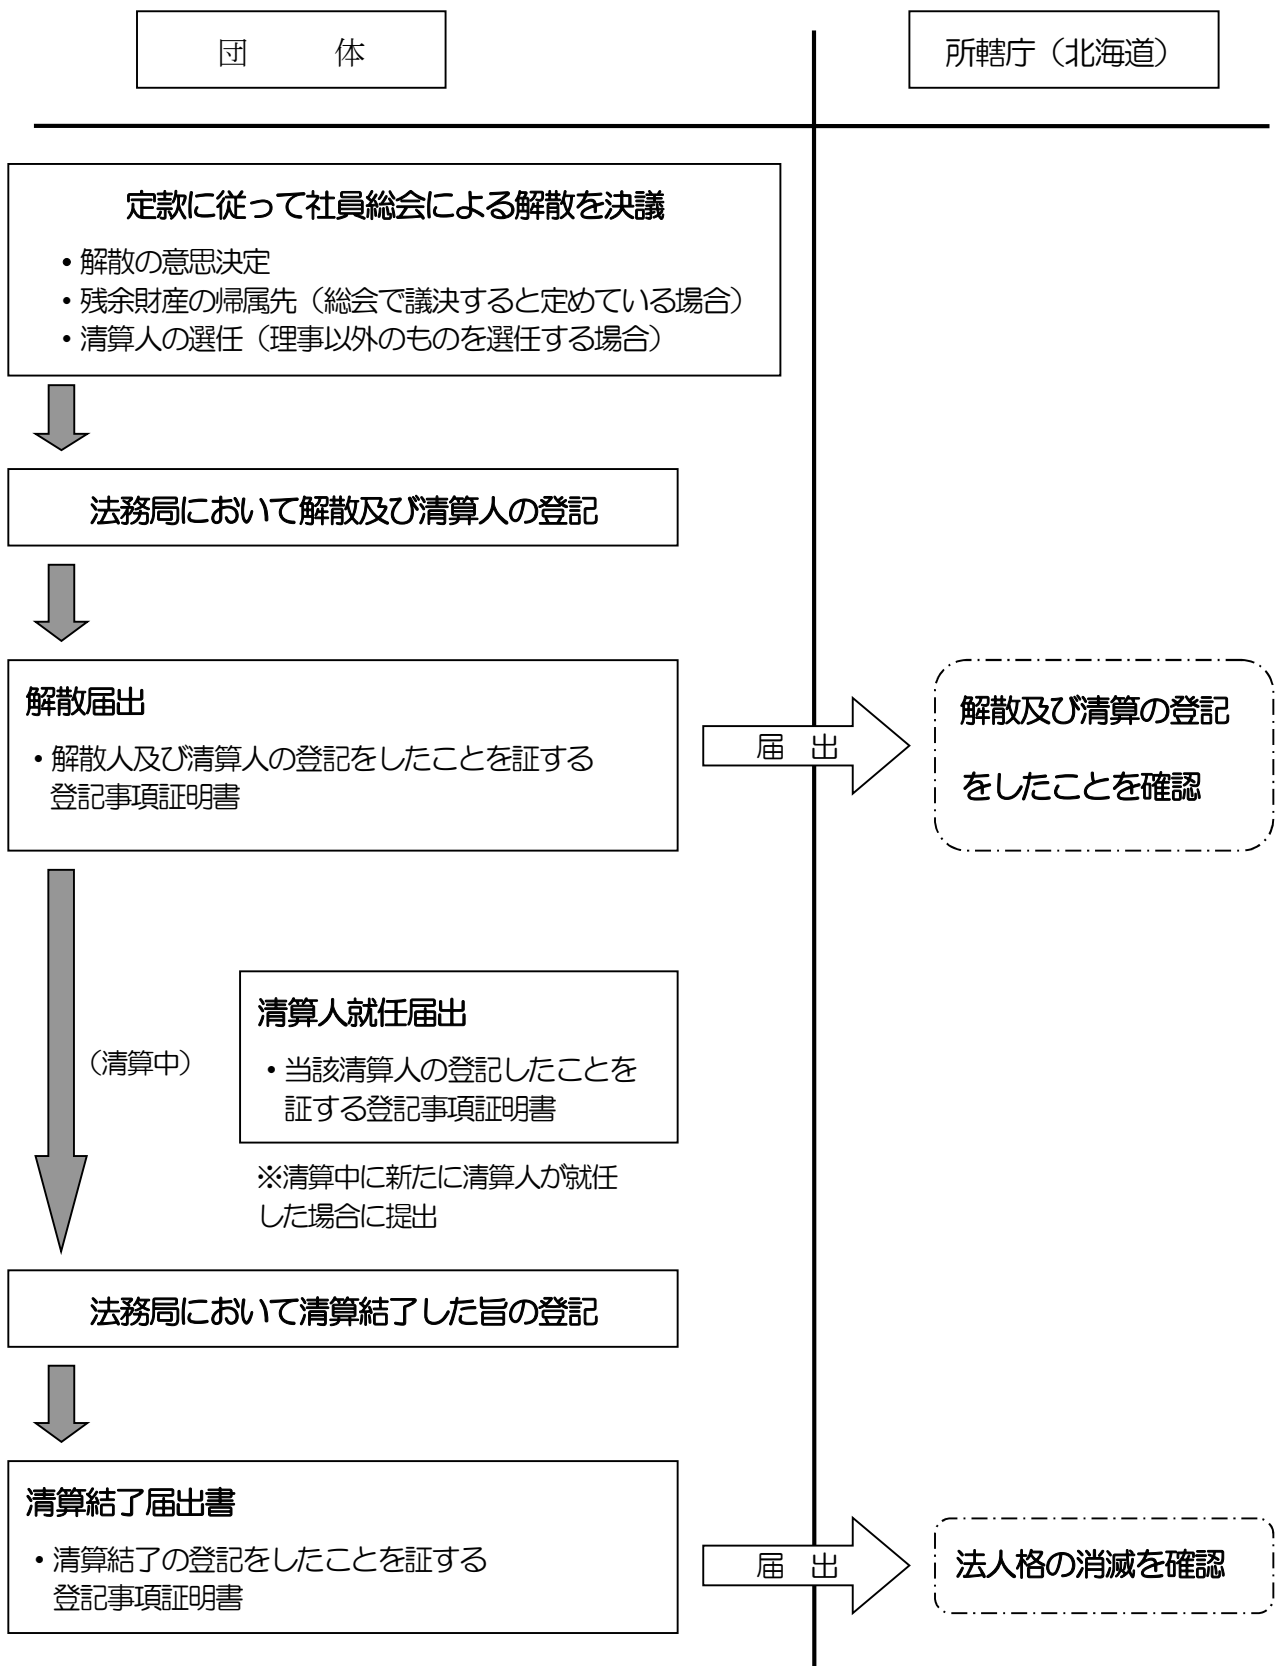 団　　体
所轄庁（北海道）
定款に従って社員総会による解散を決議
・解散の意思決定
・残余財産の帰属先（総会で議決すると定めている場合）
・清算人の選任（理事以外のものを選任する場合）
法務局において解散及び清算人の登記
解散届出
・解散人及び清算人の登記をしたことを証する
登記事項証明書
届　出
解散及び清算の登記
をしたことを確認
（清算中）
清算人就任届出
・当該清算人の登記したことを
証する登記事項証明書
※清算中に新たに清算人が就任
した場合に提出
法務局において清算結了した旨の登記
清算結了届出書
・清算結了の登記をしたことを証する
登記事項証明書
届　出
法人格の消滅を確認